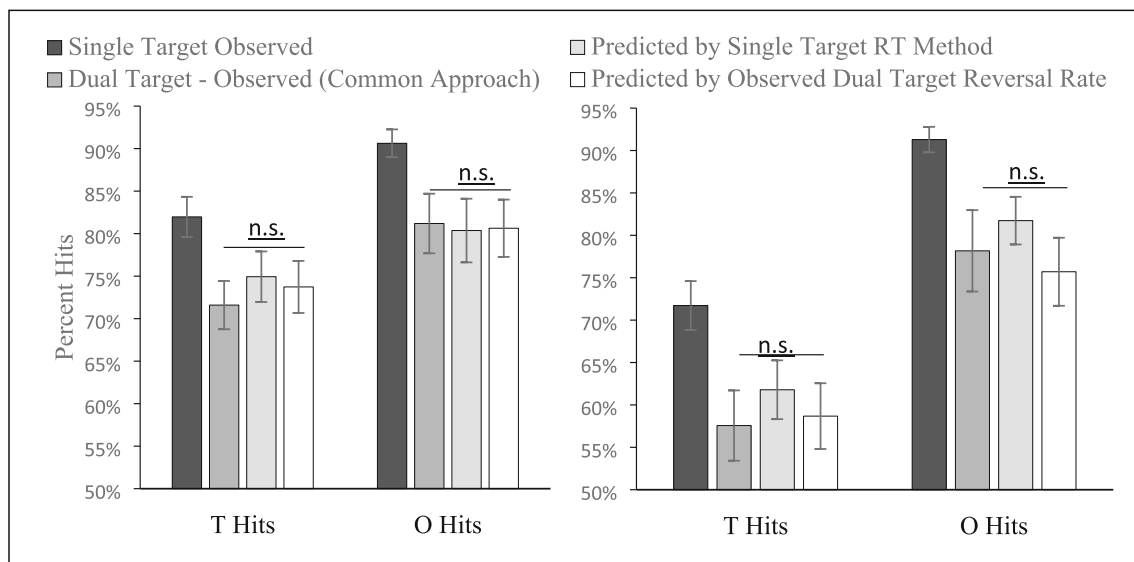 Single Target Observed
Dual Target - Observed (Common Approach)
Predicted by Single Target RT Method
Predicted by Observed Dual Target Reversal Rate
Percent Hits
95%
90%
85%
80%
75%
70%
65%
60%
55%
50%
n.s.
n.s.
T Hits
O Hits
95%
90%
85%
80%
75%
70%
65%
60%
55%
50%
n.s.
n.s.
T Hits
O Hits